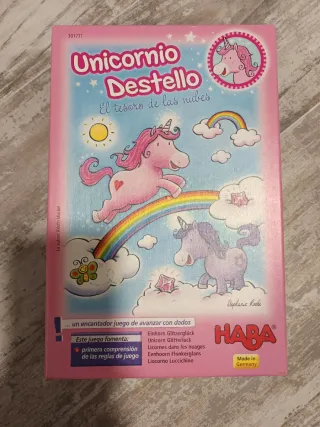 Unicornio
Destello
El tesoro de las nubes
... un encantador juego de avanzar con dados
Este juego fomenta:
primera comprensión
de las reglas de juego
Einhorn Glitzerglück
Unicorn Glitterluck
Licornes dans les nuages
Eenhoorn Flonkerglans
Liocorno Luccichino
HABA
Made in
Germany